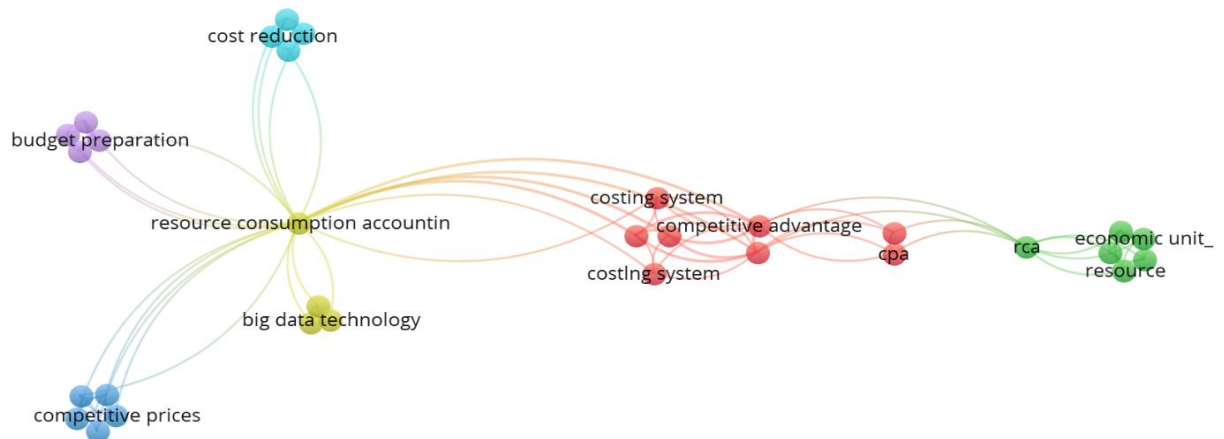 cost reduction
budget preparation
costing system
resource consumption accountin
competitive advantage
economic unit_
rca
cpa
resource
costlng system
big data technology
competitive prices